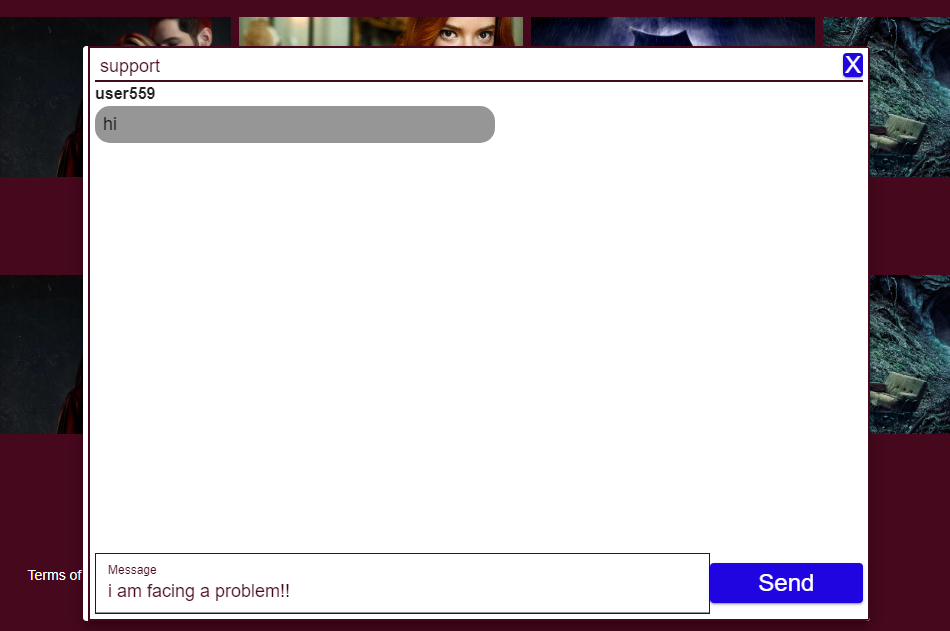 support
X
user559
hi
Message
i am facing a problem!!
Send
Terms of